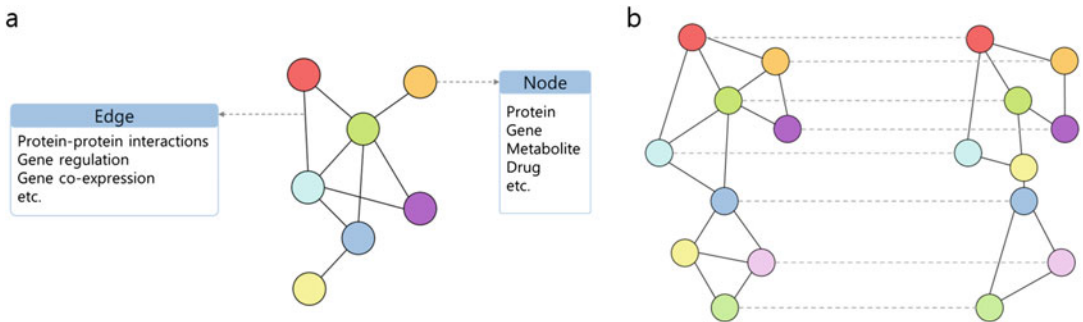 a
Edge
Protein-protein interactions
Gene regulation
Gene co-expression
etc.
Node
Protein
Gene
Metabolite
Drug
etc.
b